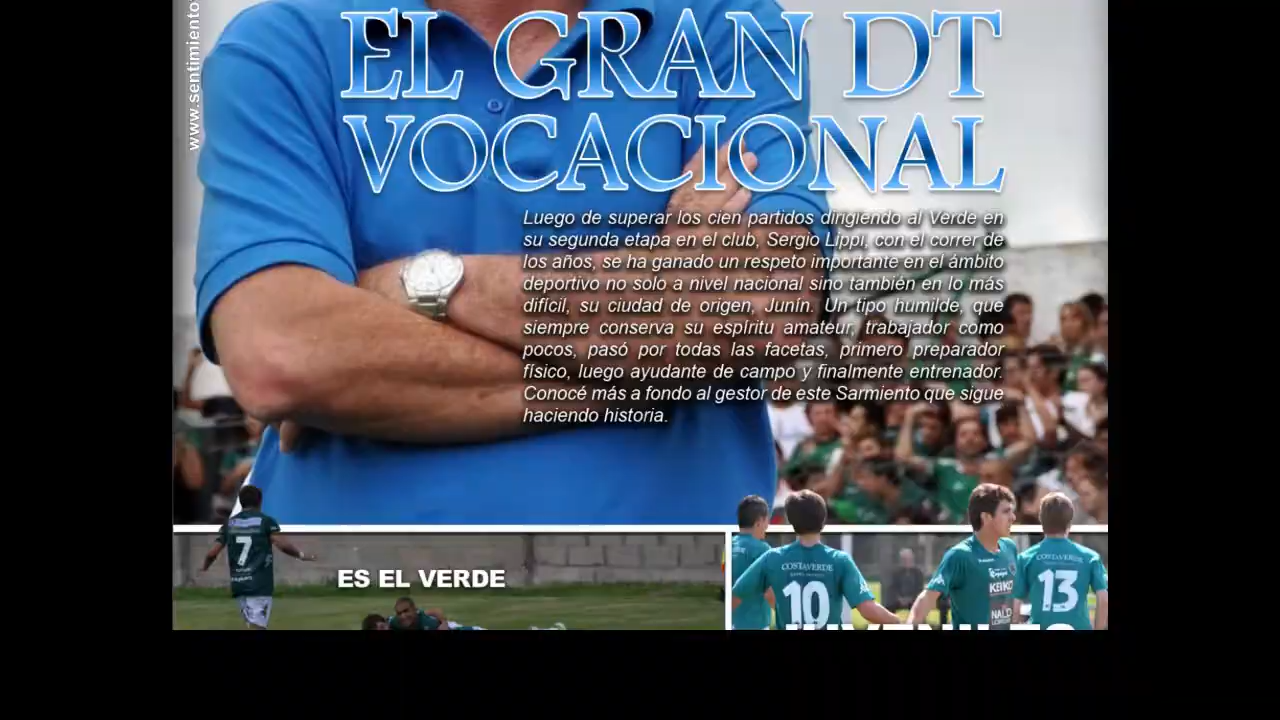 www.sentimiento
EL GRAN DT
VOCACIONAL
Luego de superar los cien partidos dirigiendo al Verde en
su segunda etapa en el club, Sergio Lippi, con el correr de
los años, se ha ganado un respeto importante en el ámbito
deportivo no solo a nivel nacional sino también en lo más
difícil, su ciudad de origen, Junín. Un tipo humilde, que
siempre conserva su espíritu amateur, trabajador como
pocos, pasó por todas las facetas, primero preparador
físico, luego ayudante de campo y finalmente entrenador.
Conocé más a fondo al gestor de este Sarmiento que sigue
haciendo historia.
7
ES EL VERDE
COSTAVERDE
10
KEIKO
NALDO
COSTAVERDE
13
JUVENILES